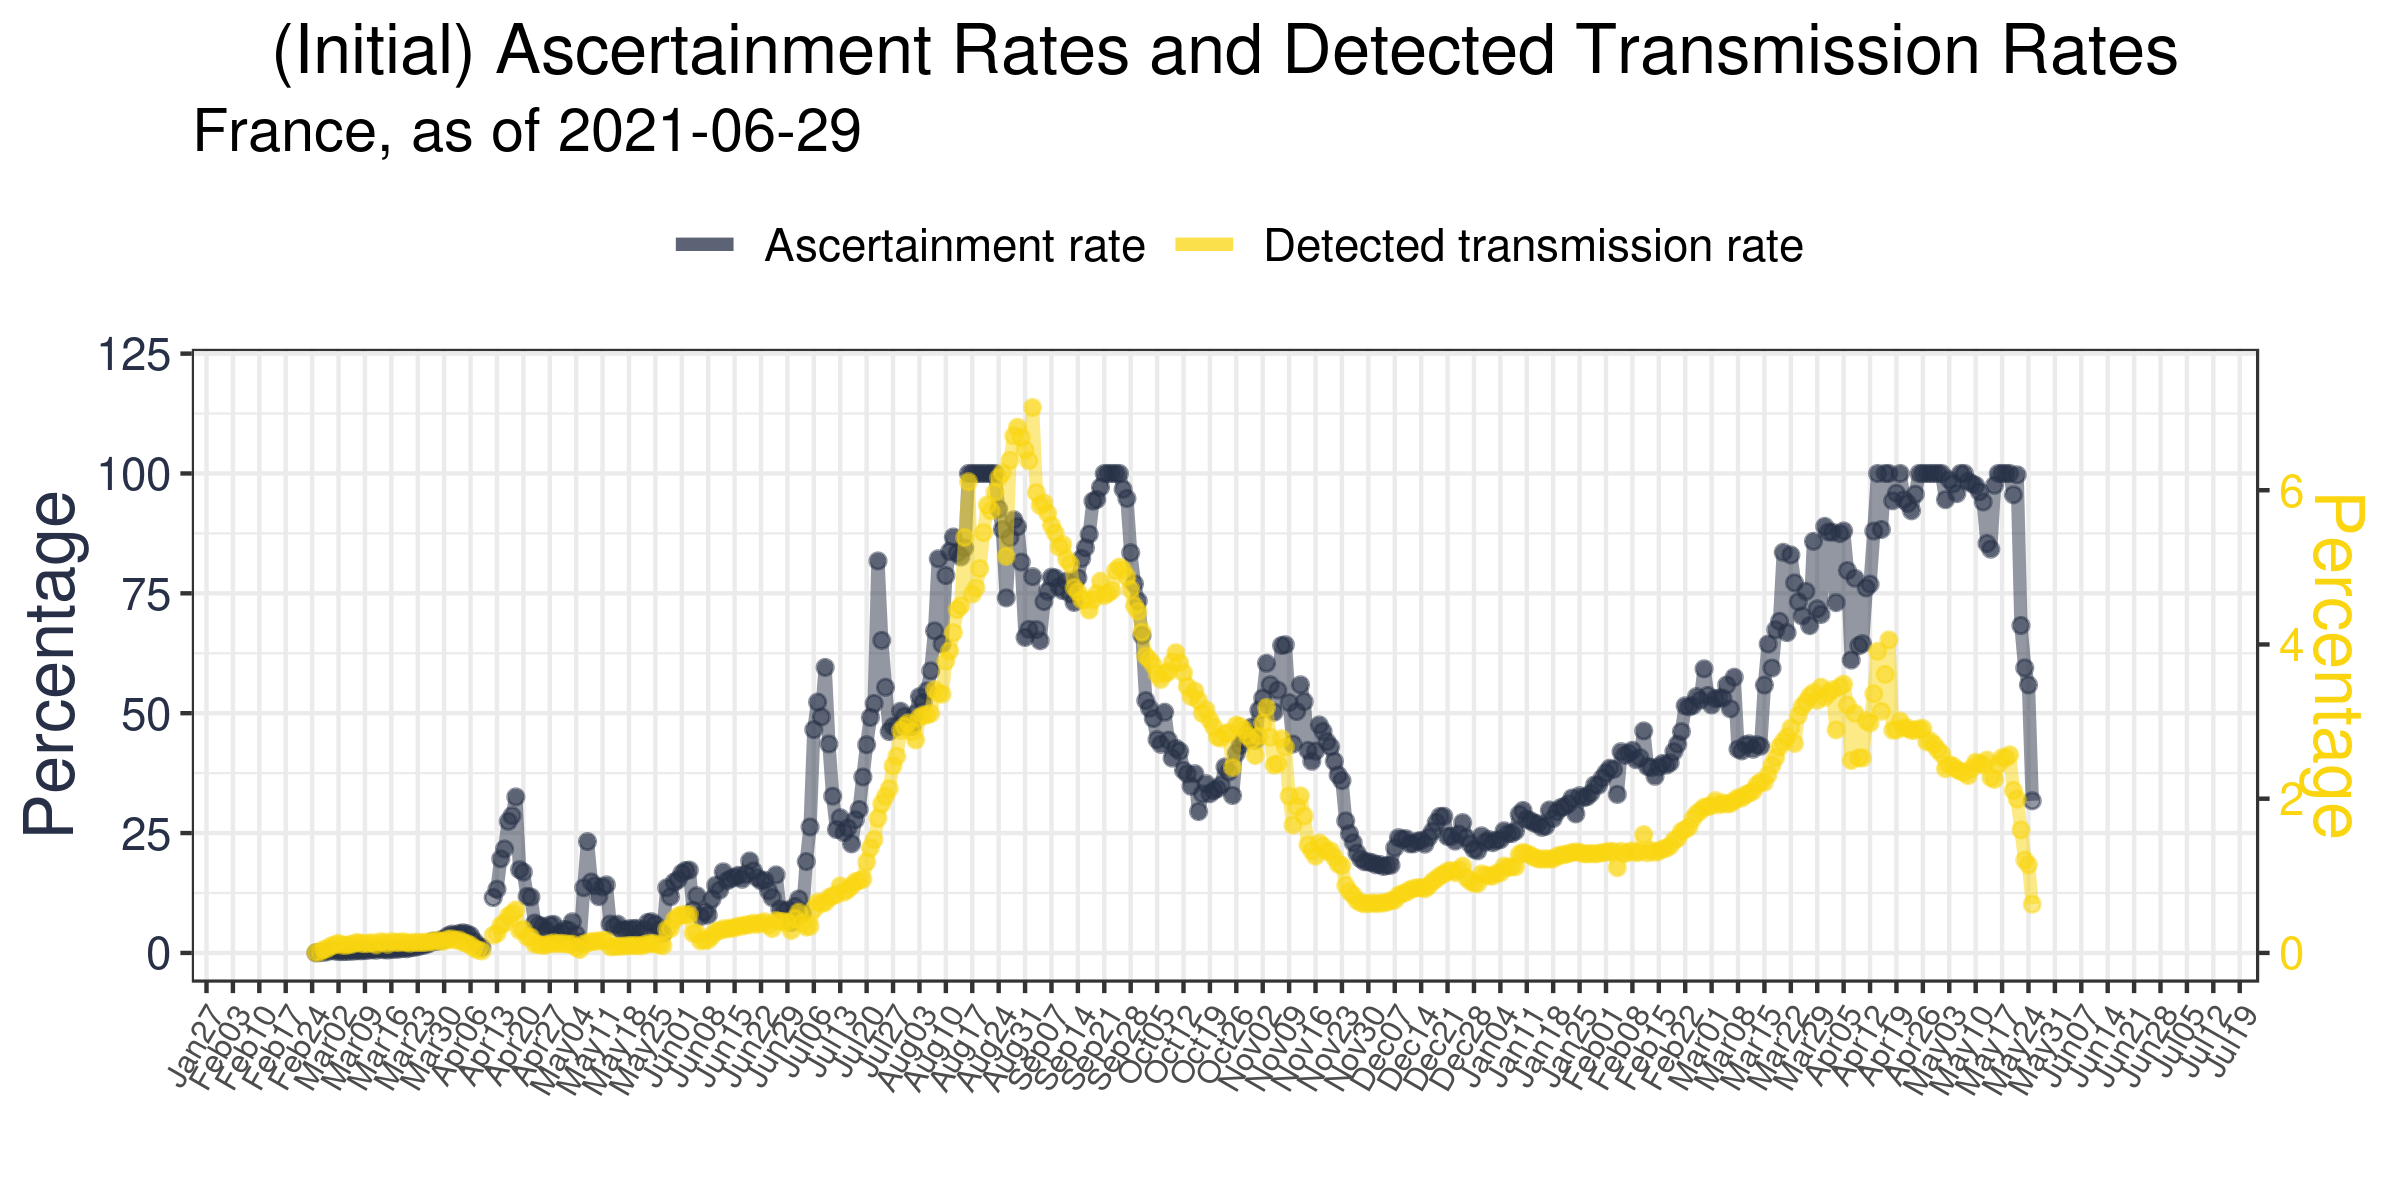 (Initial) Ascertainment Rates and Detected Transmission Rates
France, as of 2021-06-29
Ascertainment rate
Detected transmission rate
Percentage
125
100
75
50
25
0
6
4
2
0
Percentage
Jan27
Feb03
Feb10
Feb17
Feb24
Mar02
Mar09
Mar16
Mar23
Mar30
Apr06
Apr13
Apr20
Apr27
May04
May11
May18
May25
Jun01
Jun08
Jun15
Jun22
Jun29
Jul06
Jul13
Jul20
Jul27
Aug03
Aug10
Aug17
Aug24
Aug31
Sep07
Sep14
Sep21
Sep28
Oct05
Oct12
Oct19
Oct26
Nov02
Nov09
Nov16
Nov23
Nov30
Dec07
Dec14
Dec21
Dec28
Jan04
Jan11
Jan18
Jan25
Feb01
Feb08
Feb15
Feb22
Mar01
Mar08
Mar15
Mar22
Mar29
Apr05
Apr12
Apr19
Apr26
May03
May10
May17
May24
May31
Jun07
Jun14
Jun21
Jun28
Jul05
Jul12
Jul19